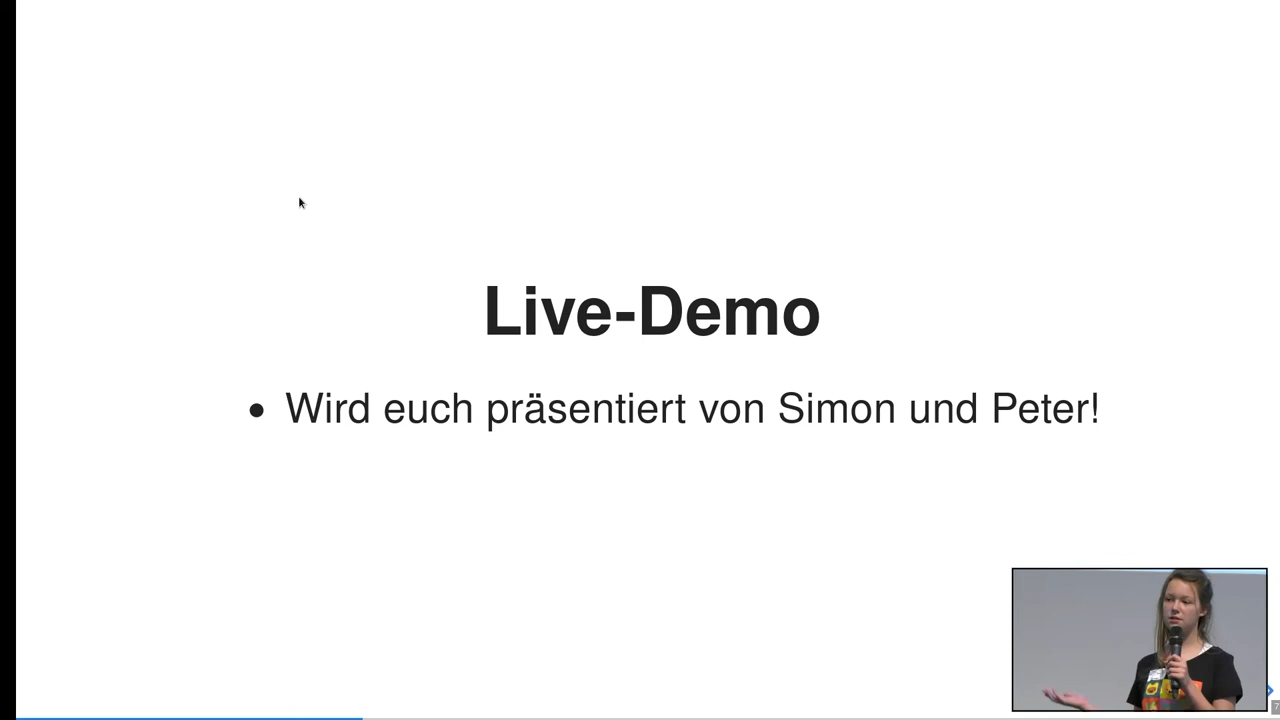 Live-Demo
• Wird euch präsentiert von Simon und Peter!